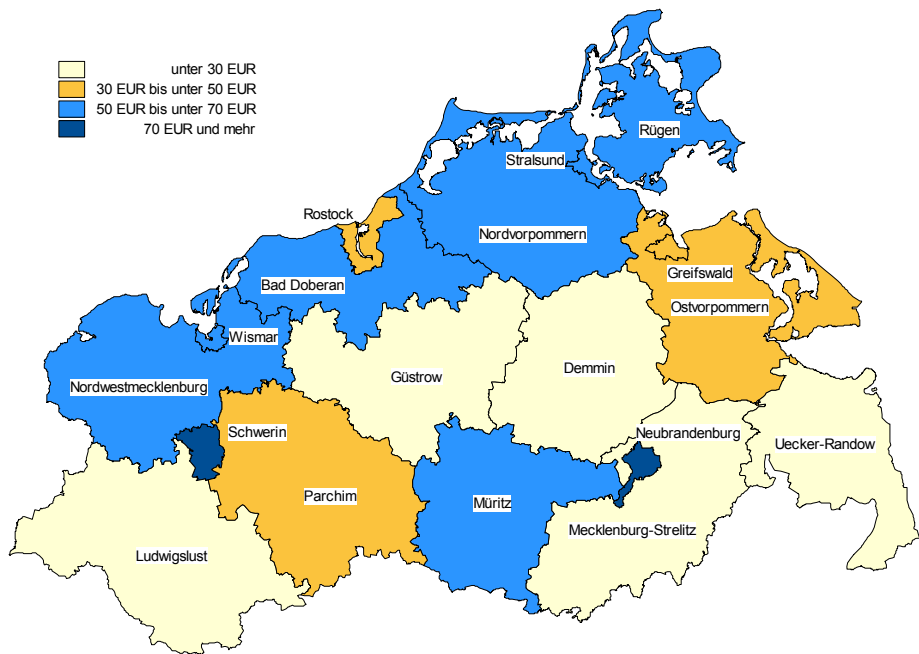 unter 30 EUR
30 EUR bis unter 50 EUR
50 EUR bis unter 70 EUR
70 EUR und mehr
Rügen
Stralsund
Rostock
Nordvorpommern
Greifswald
Bad Doberan
Ostvorpommern
Wismar
Demmin
Güstrow
Nordwestmecklenburg
Schwerin
Neubrandenburg
Uecker-Randow
Parchim
Müritz
Mecklenburg-Strelitz
Ludwigslust